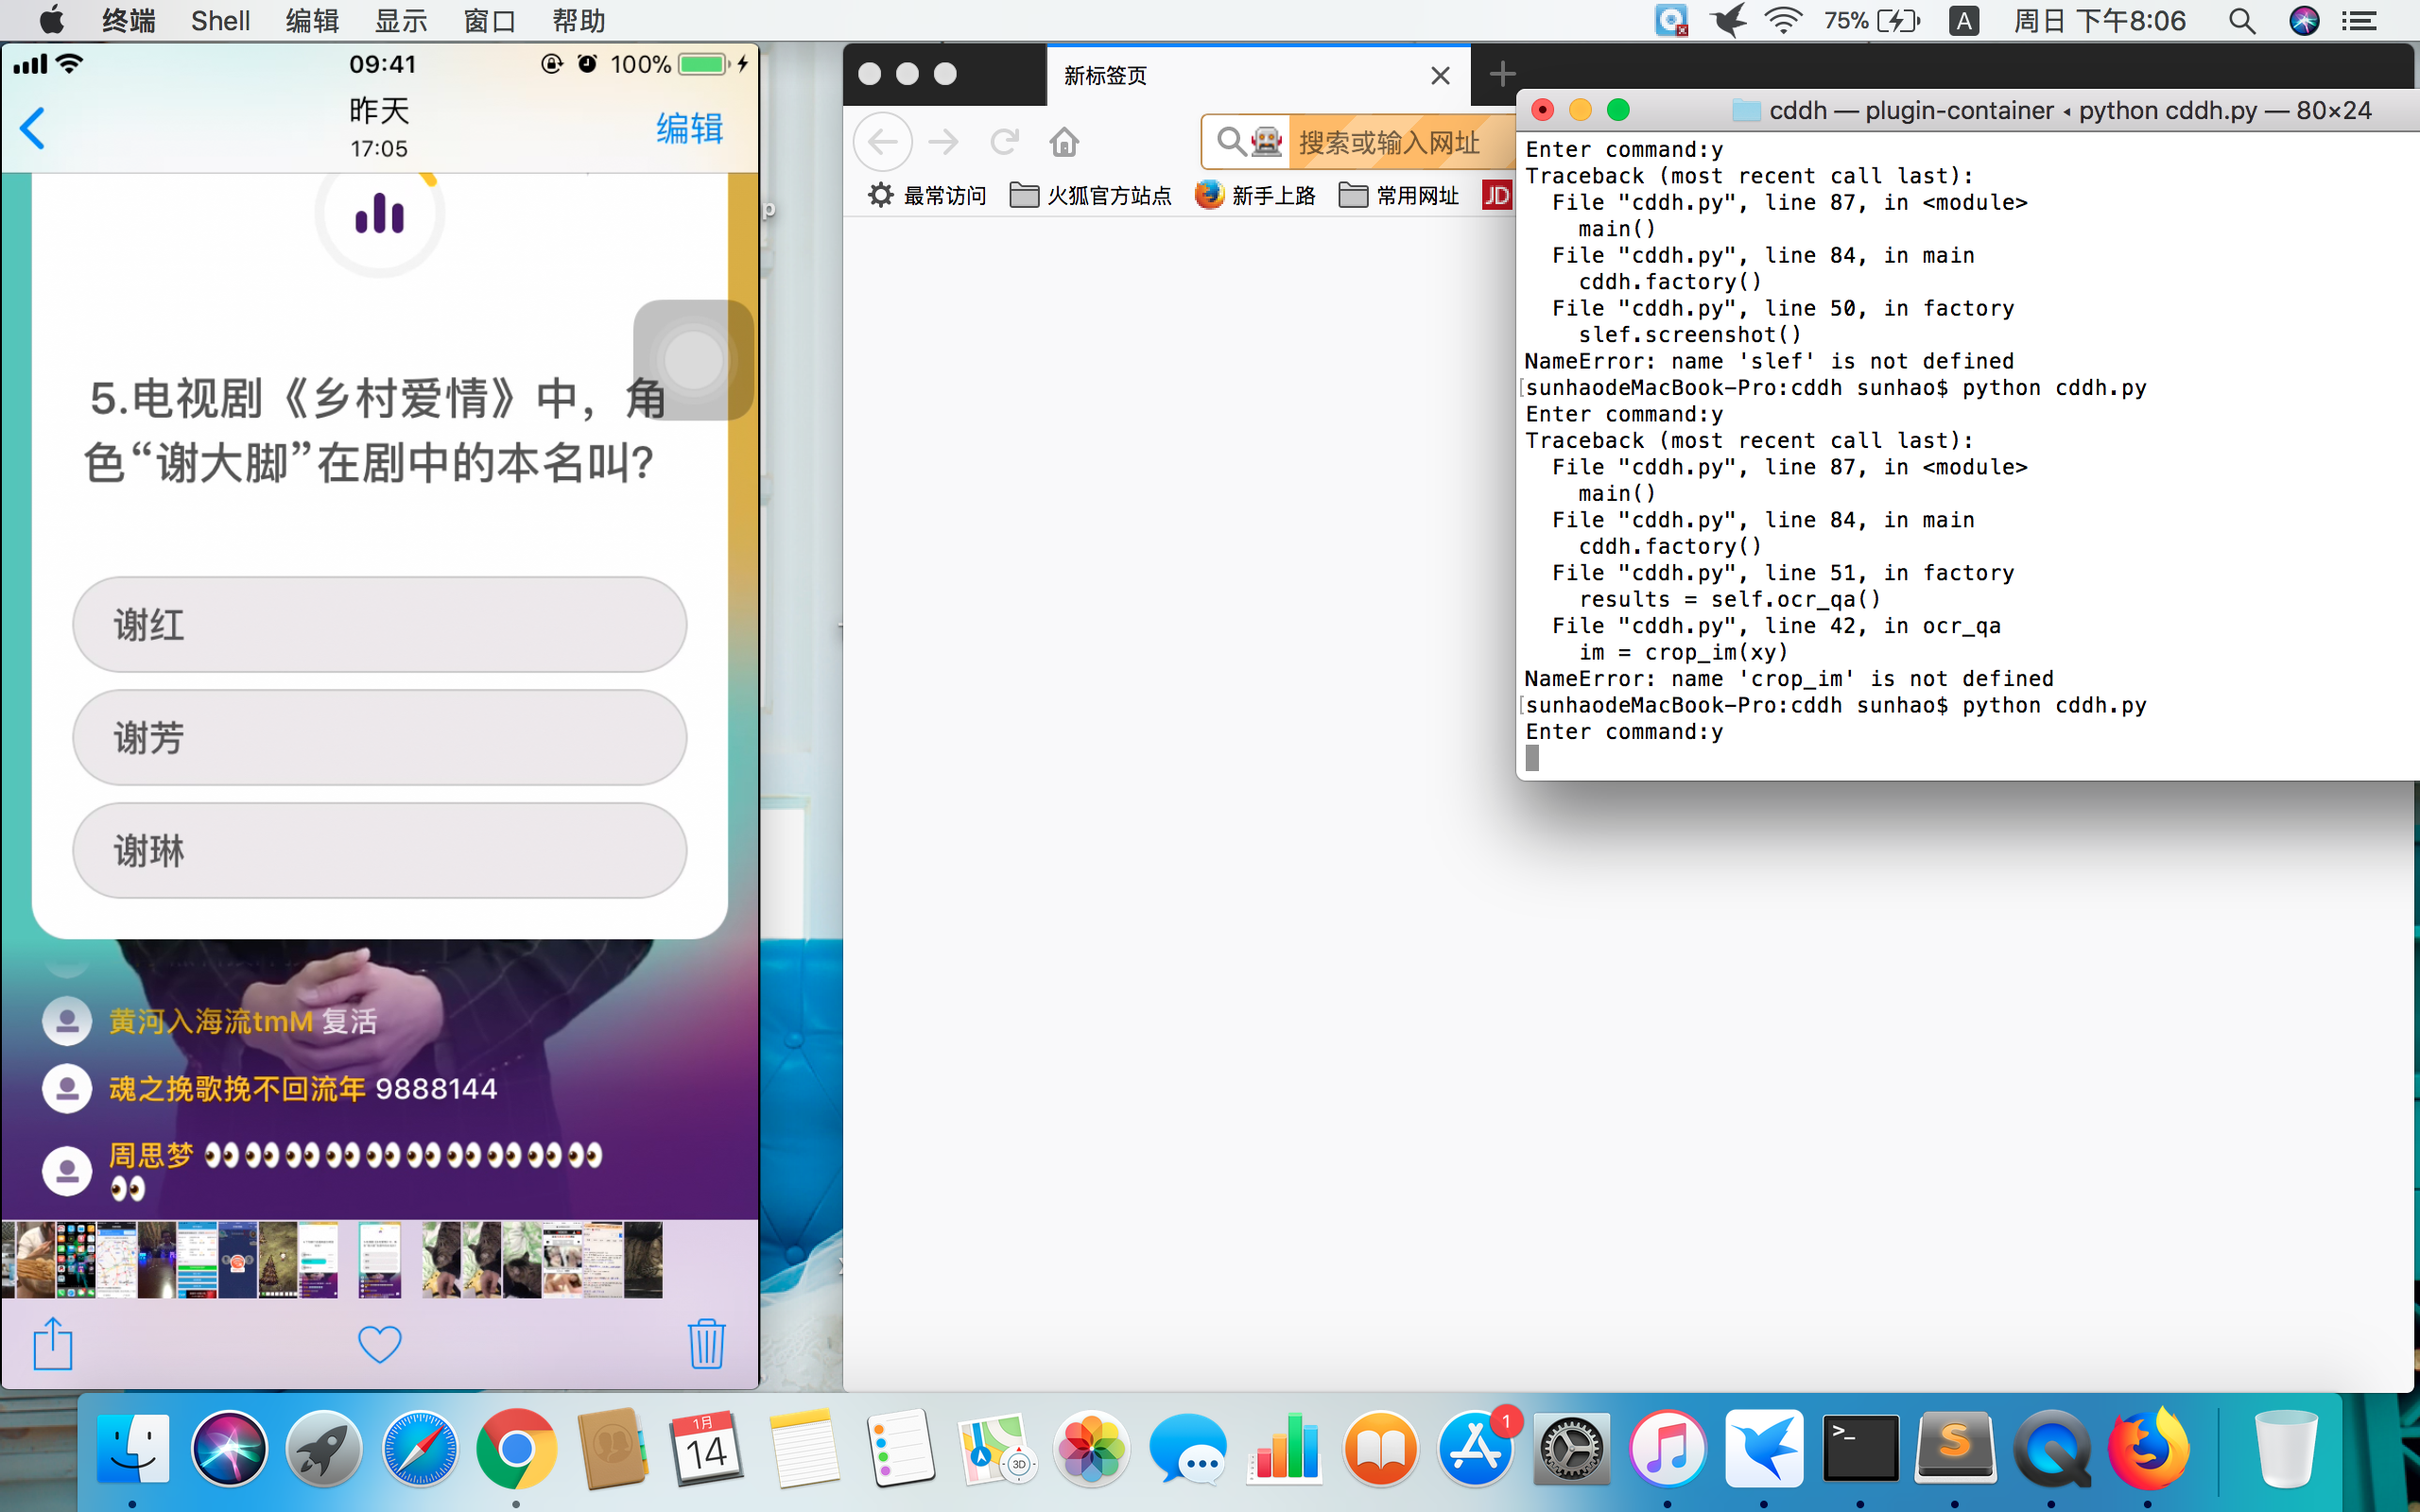 终端 Shell 编辑 显示 窗口 帮助
75% A 周日 下午8:06
09:41
100%
昨天
17:05
编辑
5.电视剧《乡村爱情》中，角
色“谢大脚”在剧中的本名叫?
谢红
谢芳
谢琳
黄河入海流tmM 复活
魂之挽歌挽不回流年 9888144
周思梦 👀👀👀👀👀👀👀👀👀👀
👀
新标签页
搜索或输入网址
最常访问 火狐官方站点 新手上路 常用网址 JD
cddh — plugin-container ◂ python cddh.py — 80×24
Enter command:y
Traceback (most recent call last):
  File "cddh.py", line 87, in <module>
    main()
  File "cddh.py", line 84, in main
    cddh.factory()
  File "cddh.py", line 50, in factory
    slef.screenshot()
NameError: name 'slef' is not defined
[sunhaodeMacBook-Pro:cddh sunhao$ python cddh.py
Enter command:y
Traceback (most recent call last):
  File "cddh.py", line 87, in <module>
    main()
  File "cddh.py", line 84, in main
    cddh.factory()
  File "cddh.py", line 51, in factory
    results = self.ocr_qa()
  File "cddh.py", line 42, in ocr_qa
    im = crop_im(xy)
NameError: name 'crop_im' is not defined
[sunhaodeMacBook-Pro:cddh sunhao$ python cddh.py
Enter command:y
p
1月
14
3D
1
>_
S